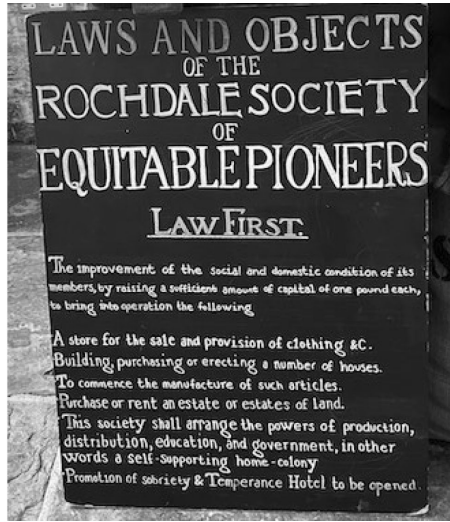 LAWS AND OBJECTS
OF THE
ROCHDALE SOCIETY
OF
EQUITABLE PIONEERS
LAW FIRST.
The improvement of the social and domestic condition of its
members, by raising a sufficient amount of capital of one pound each,
to bring into operation the following
A store for the sale and provision of clothing &C.
Building, purchasing or erecting a number of houses.
To commence the manufacture of such articles.
Purchase or rent an estate or estates of land.
This society shall arrange the powers of production,
distribution, education, and government, in other
words a self-supporting home-colony
Promotion of sobriety & Temperance Hotel to be opened.